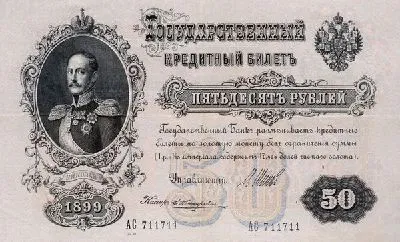 Государственный
кредитный билетъ
пятьдесятъ рублей
Государственный Банкъ размѣниваетъ кредитные
билеты на золотую монету безъ ограниченія суммы
Управляющій
1899
50
АС 711711
АС 711711